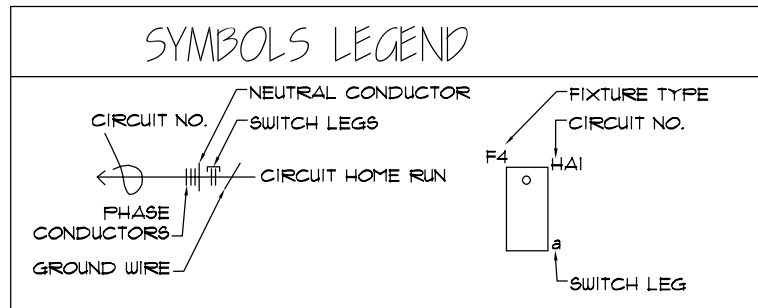 SYMBOLS LEGEND
NEUTRAL CONDUCTOR
CIRCUIT NO.
SWITCH LEGS
CIRCUIT HOME RUN
PHASE
CONDUCTORS
GROUND WIRE
FIXTURE TYPE
CIRCUIT NO.
F4
HA1
a
SWITCH LEG